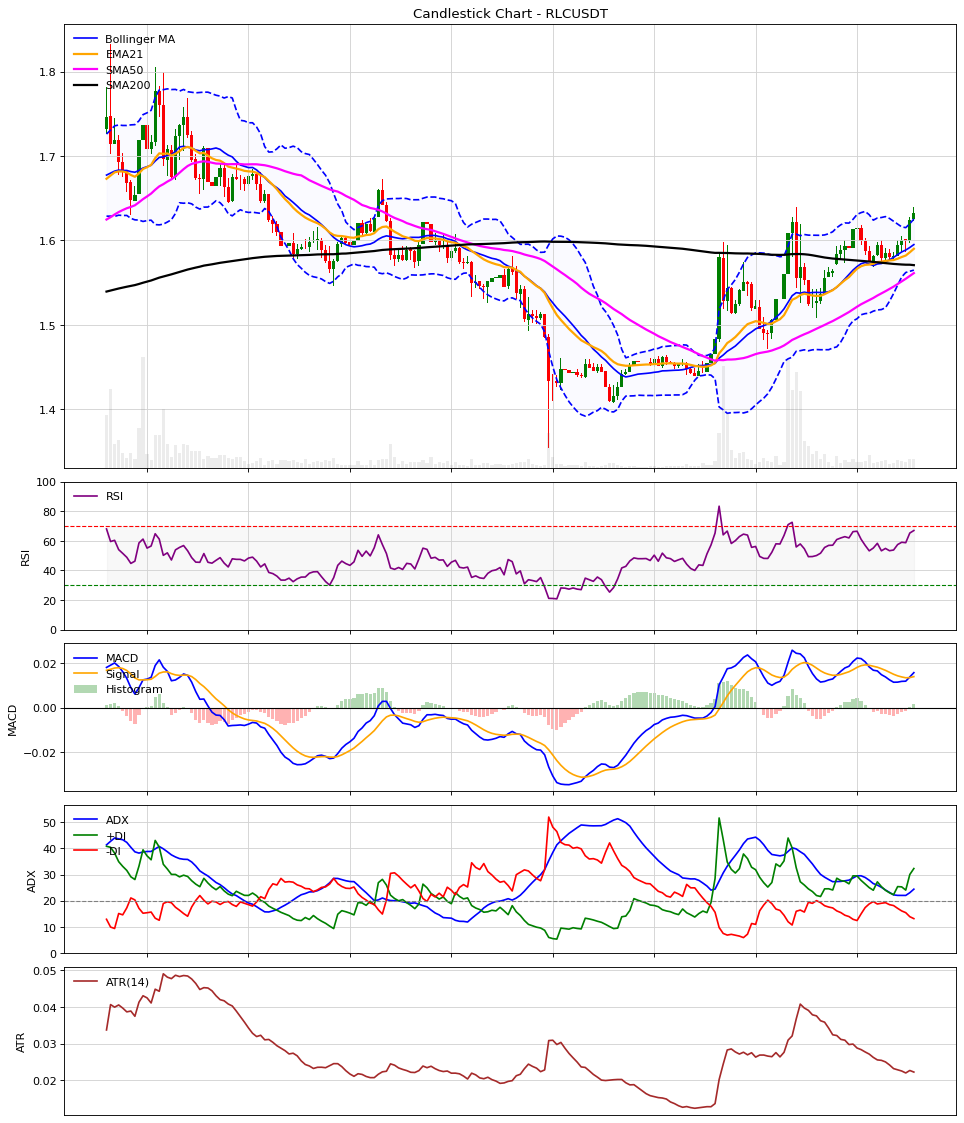 Candlestick Chart - RLCUSDT
Bollinger MA
EMA21
SMA50
SMA200
1.8
1.7
1.6
1.5
1.4
RSI
100
80
60
40
20
0
RSI
MACD
Signal
Histogram
0.02
0.00
−0.02
MACD
ADX
+DI
-DI
50
40
30
20
10
0
ADX
ATR(14)
0.05
0.04
0.03
0.02
ATR